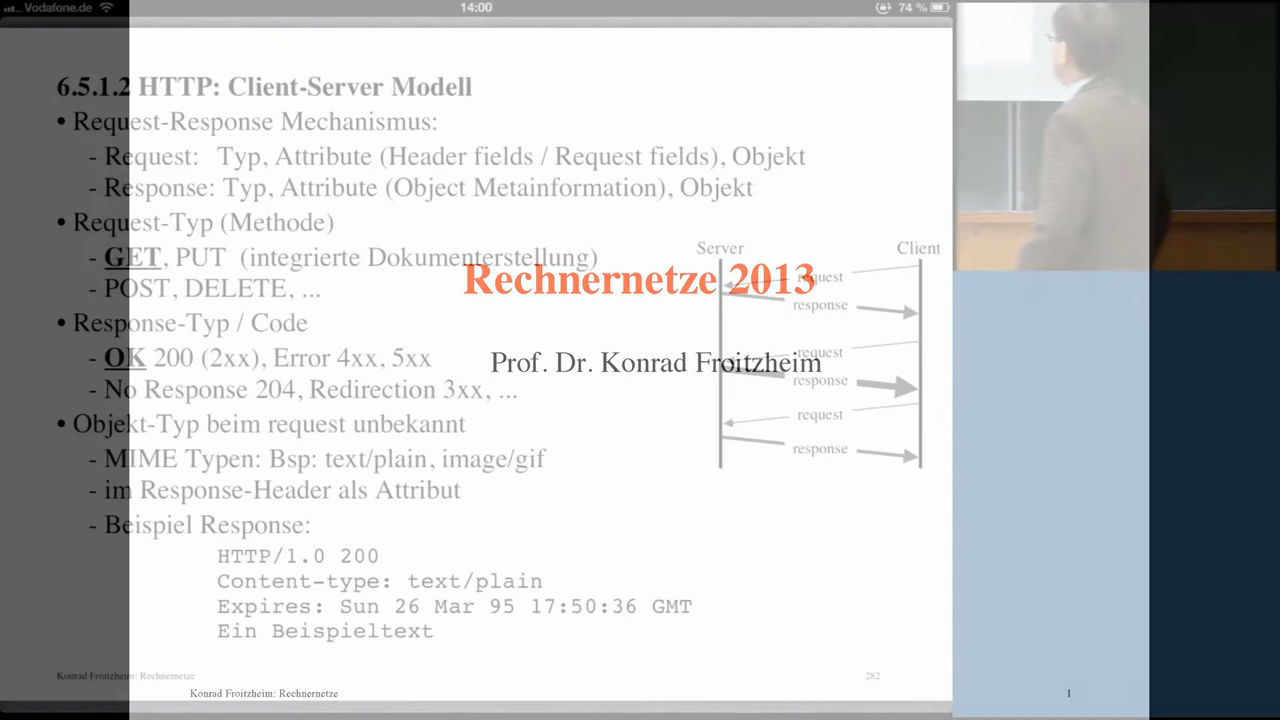 Vodafone.de
14:00
74 %
6.5.1.2 HTTP: Client-Server Modell
• Request-Response Mechanismus:
- Request: Typ, Attribute (Header fields / Request fields), Objekt
- Response: Typ, Attribute (Object Metainformation), Objekt
• Request-Typ (Methode)
- GET, PUT (integrierte Dokumenterstellung)
- POST, DELETE, ...
• Response-Typ / Code
- OK 200 (2xx), Error 4xx, 5xx
- No Response 204, Redirection 3xx, ...
• Objekt-Typ beim request unbekannt
- MIME Typen: Bsp: text/plain, image/gif
- im Response-Header als Attribut
- Beispiel Response:
HTTP/1.0 200
Content-type: text/plain
Expires: Sun 26 Mar 95 17:50:36 GMT
Ein Beispieltext
Server
Client
request
response
request
response
request
response
Rechnernetze 2013
Prof. Dr. Konrad Froitzheim
Konrad Froitzheim: Rechnernetze
282
Konrad Froitzheim: Rechnernetze
1